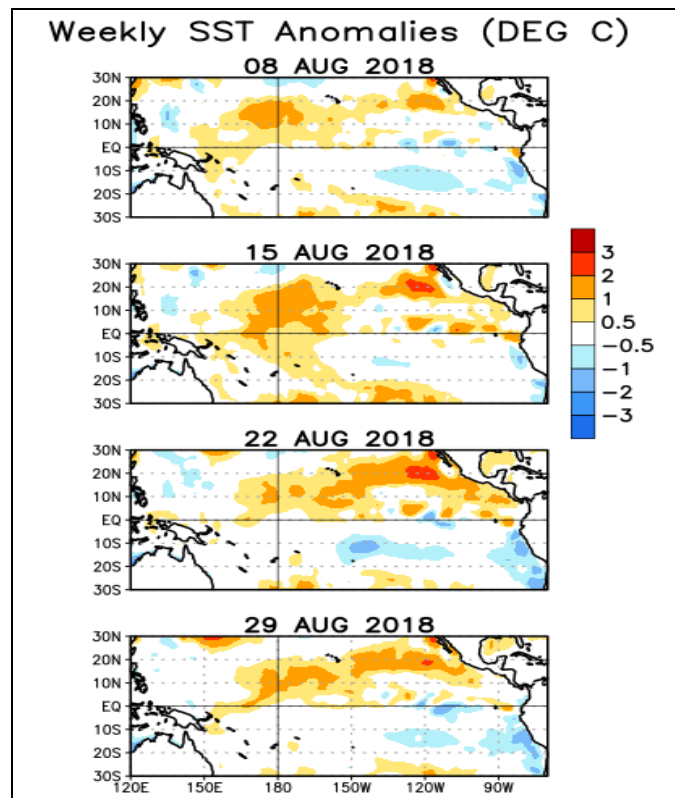 Weekly SST Anomalies (DEG C)
08 AUG 2018
30N
20N
10N
EQ
10S
20S
30S
15 AUG 2018
30N
20N
10N
EQ
10S
20S
30S
3
2
1
0.5
-0.5
-1
-2
-3
22 AUG 2018
30N
20N
10N
EQ
10S
20S
30S
29 AUG 2018
30N
20N
10N
EQ
10S
20S
30S
120E 150E 180 150W 120W 90W